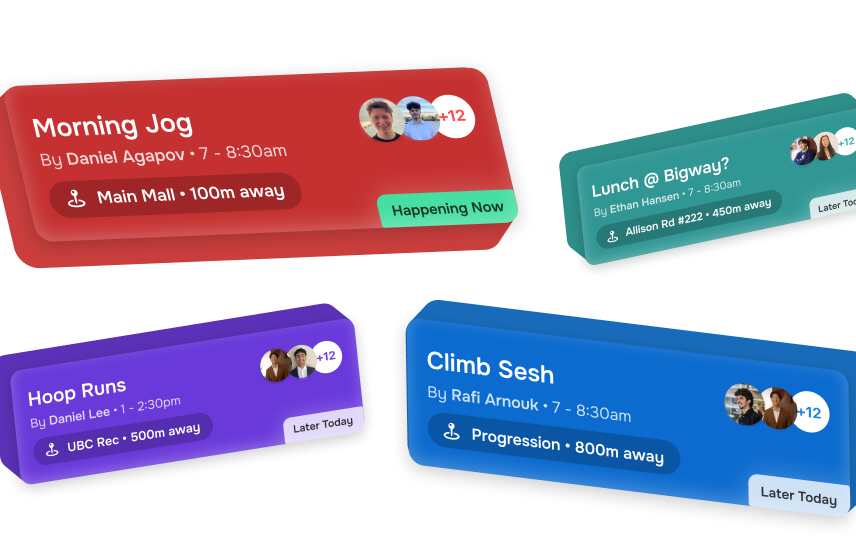 Morning Jog
By Daniel Agapov • 7 - 8:30am
Main Mall • 100m away
+12
Happening Now
Lunch @ Bigway?
By Ethan Hansen • 7 - 8:30am
Allison Rd #222 • 450m away
+12
Later
Hoop Runs
By Daniel Lee • 1 - 2:30pm
UBC Rec • 500m away
+12
Later Today
Climb Sesh
By Rafi Arnouk • 7 - 8:30am
Progression • 800m away
+12
Later Today